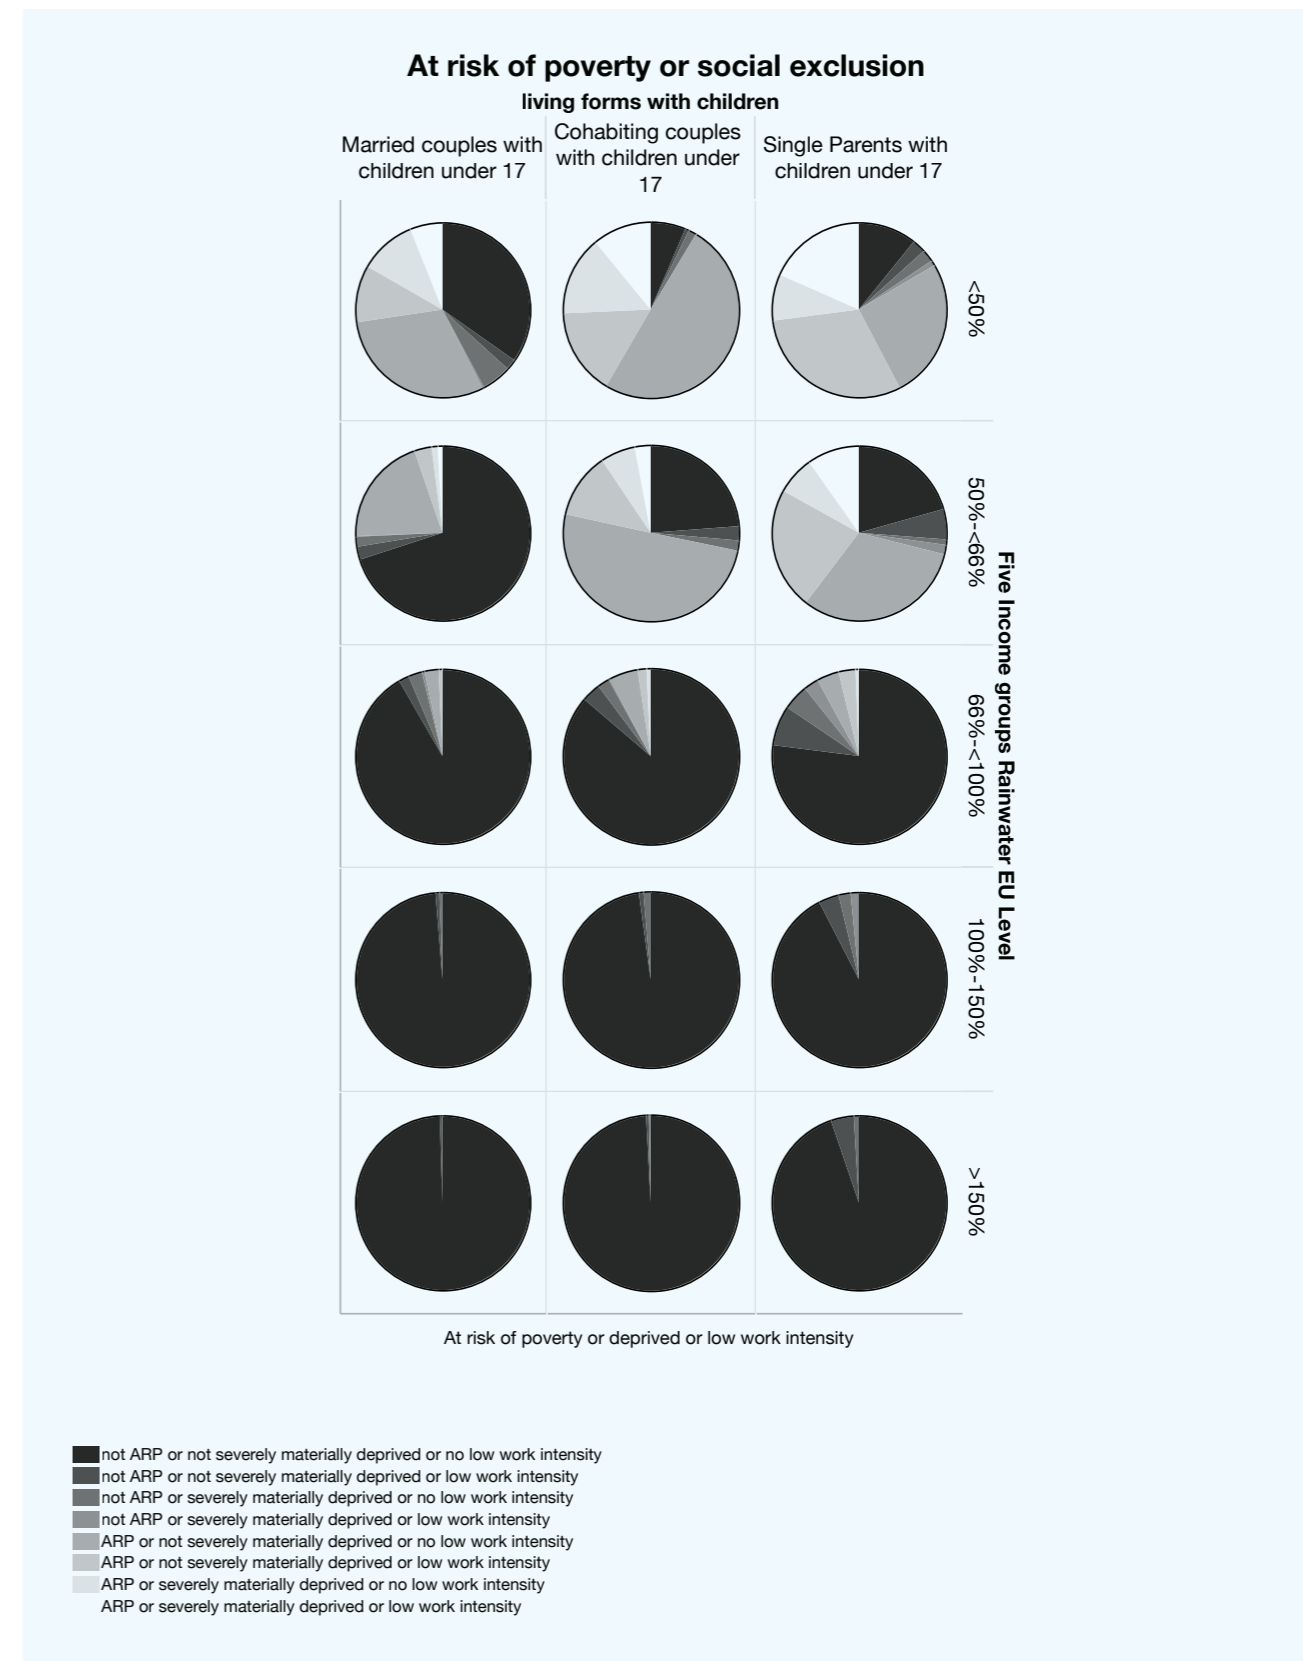 At risk of poverty or social exclusion
living forms with children
Married couples with
children under 17
Cohabiting couples
with children under
17
Single Parents with
children under 17
<50%
50%-<66%
66%-<100%
100%-150%
>150%
Five Income groups Rainwater EU Level
At risk of poverty or deprived or low work intensity
not ARP or not severely materially deprived or no low work intensity
not ARP or not severely materially deprived or low work intensity
not ARP or severely materially deprived or no low work intensity
not ARP or severely materially deprived or low work intensity
ARP or not severely materially deprived or no low work intensity
ARP or not severely materially deprived or low work intensity
ARP or severely materially deprived or no low work intensity
ARP or severely materially deprived or low work intensity